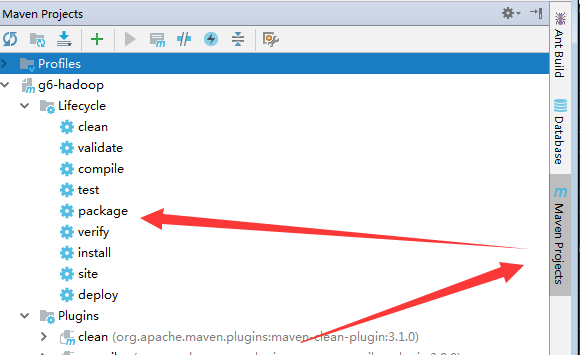 Maven Projects
Profiles
g6-hadoop
Lifecycle
clean
validate
compile
test
package
verify
install
site
deploy
Plugins
clean (org.apache.maven.plugins:maven-clean-plugin:3.1.0)
Ant Build
Database
Maven Projects